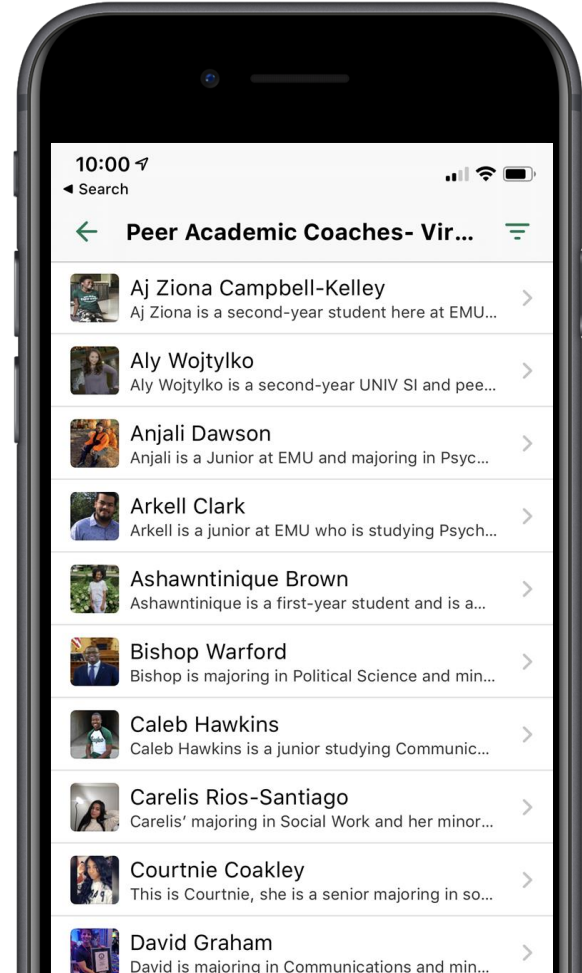 10:00
◀ Search
Peer Academic Coaches- Vir...
Aj Ziona Campbell-Kelley
Aj Ziona is a second-year student here at EMU...
Aly Wojtylko
Aly Wojtylko is a second-year UNIV SI and pee...
Anjali Dawson
Anjali is a Junior at EMU and majoring in Psyc...
Arkell Clark
Arkell is a junior at EMU who is studying Psych...
Ashawntinique Brown
Ashawntinique is a first-year student and is a...
Bishop Warford
Bishop is majoring in Political Science and min...
Caleb Hawkins
Caleb Hawkins is a junior studying Communic...
Carelis Rios-Santiago
Carelis’ majoring in Social Work and her minor...
Courtnie Coakley
This is Courtnie, she is a senior majoring in so...
David Graham
David is majoring in Communications and min...